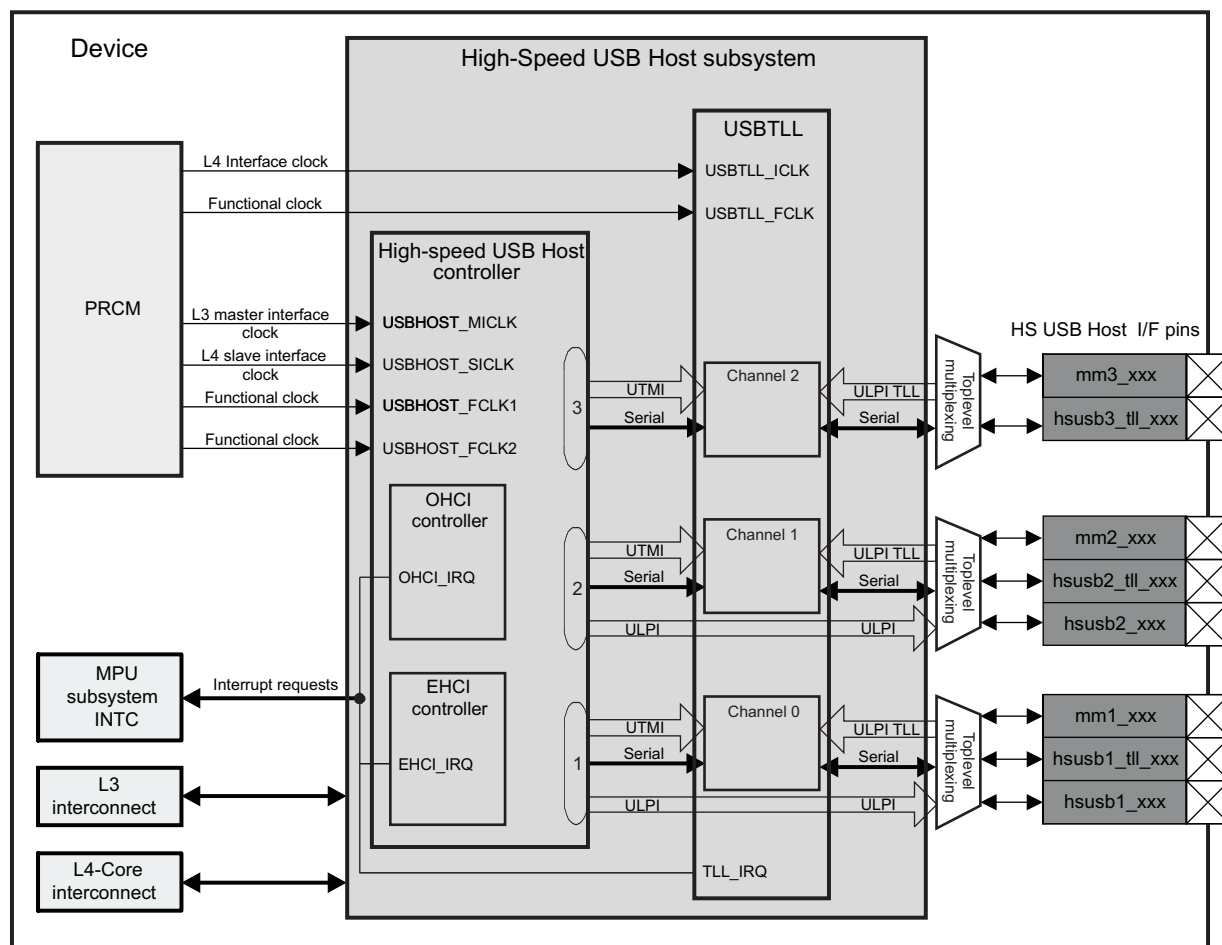 Device
High-Speed USB Host subsystem
USBTLL
L4 Interface clock
USBTLL_ICLK
Functional clock
USBTLL_FCLK
PRCM
High-speed USB Host
controller
L3 master interface
clock
USBHOST_MICLK
L4 slave interface
clock
USBHOST_SICLK
Functional clock
USBHOST_FCLK1
Functional clock
USBHOST_FCLK2
HS USB Host I/F pins
3
UTMI
Serial
Channel 2
ULPI TLL
Serial
Toplevel
multiplexing
mm3_xxx
hsusb3_tll_xxx
OHCI
controller
OHCI_IRQ
2
UTMI
Serial
ULPI
Channel 1
ULPI TLL
Serial
ULPI
Toplevel
multiplexing
mm2_xxx
hsusb2_tll_xxx
hsusb2_xxx
MPU
subsystem
INTC
Interrupt requests
EHCI
controller
EHCI_IRQ
1
UTMI
Serial
ULPI
Channel 0
ULPI TLL
Serial
ULPI
Toplevel
multiplexing
mm1_xxx
hsusb1_tll_xxx
hsusb1_xxx
L3
interconnect
L4-Core
interconnect
TLL_IRQ